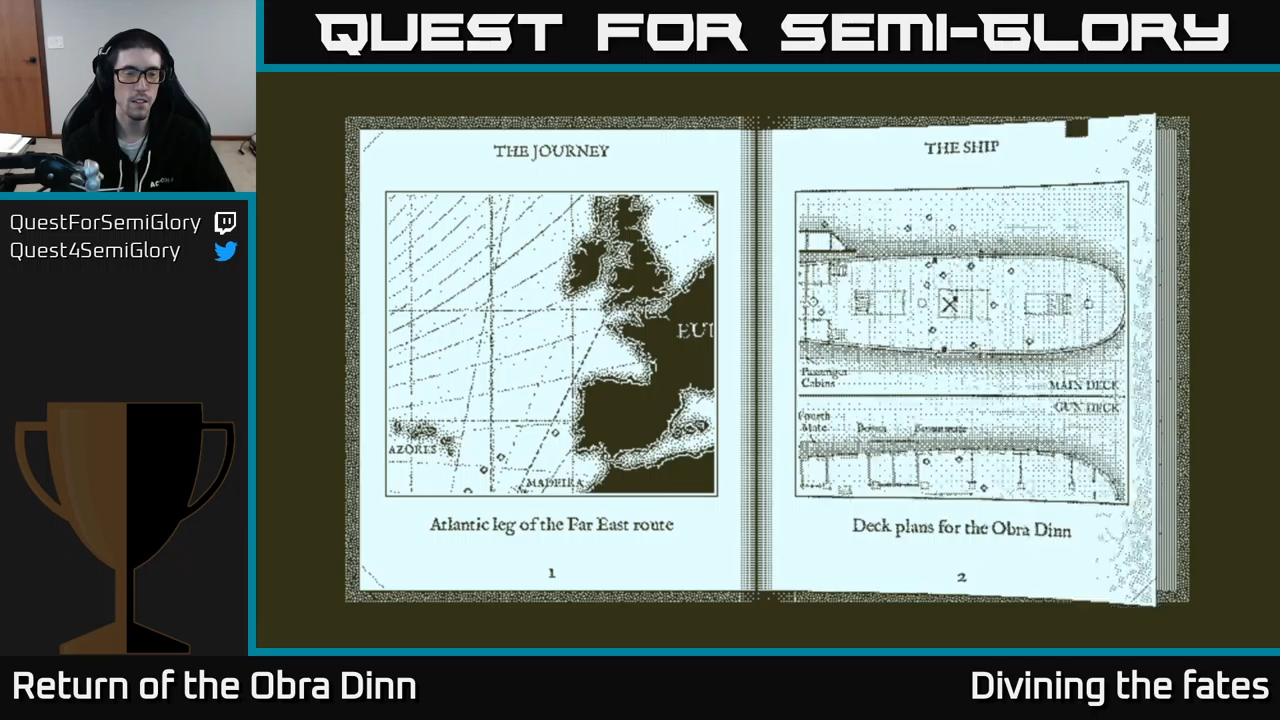 QUEST FOR SEMI-GLORY
QuestForSemiGlory
Quest4SemiGlory
THE JOURNEY
EUI
AZORES
MADEIRA
Atlantic leg of the Far East route
1
THE SHIP
Passenger
Cabins
MAIN DECK
GUN DECK
Fourth
Mate
Bosun
Deck plans for the Obra Dinn
2
Return of the Obra Dinn
Divining the fates